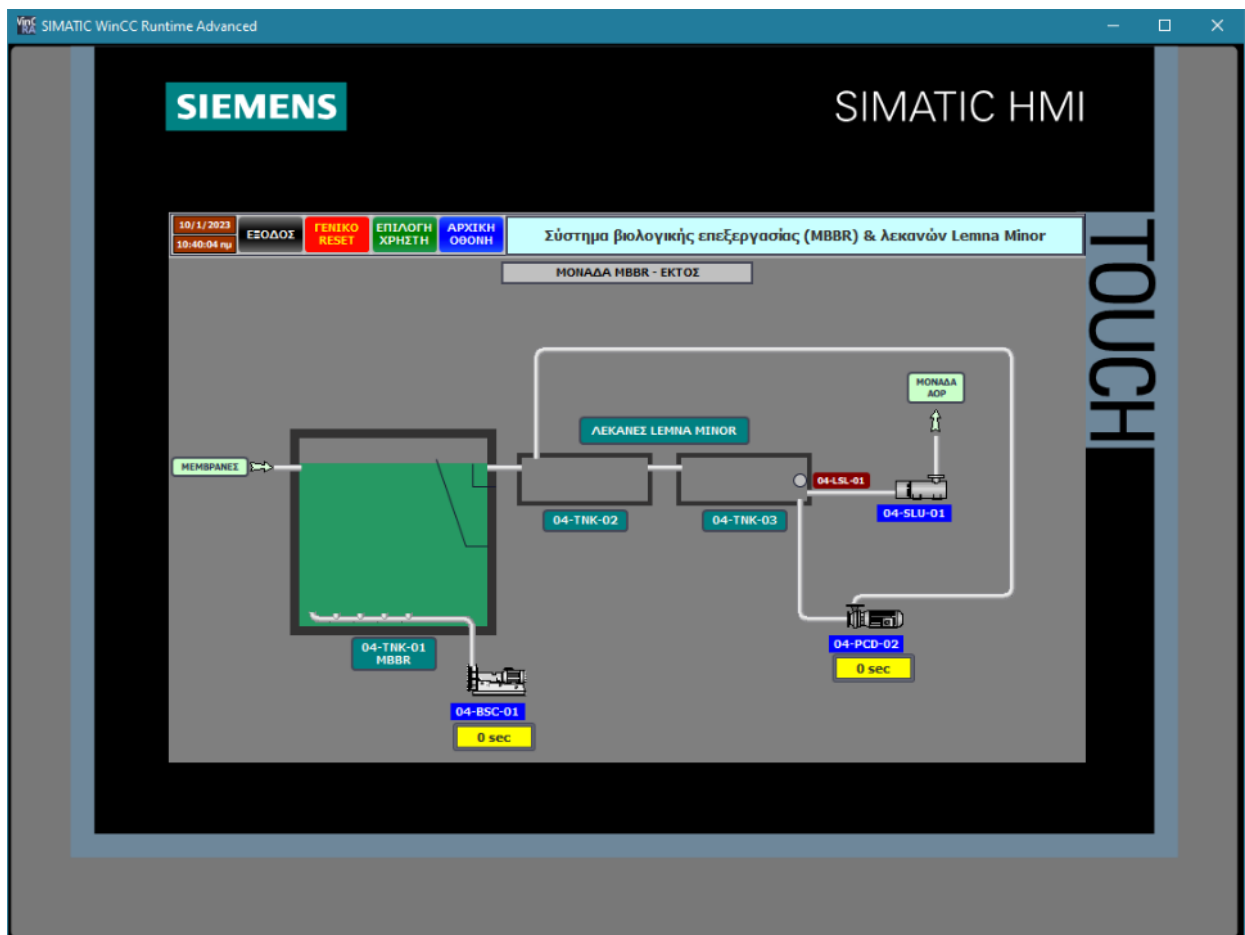 SIMATIC WinCC Runtime Advanced
SIEMENS
SIMATIC HMI
TOUCH
10/1/2023
10:40:04 πμ
ΕΞΟΔΟΣ
ΓΕΝΙΚΟ
RESET
ΕΠΙΛΟΓΗ
ΧΡΗΣΤΗ
ΑΡΧΙΚΗ
ΟΘΟΝΗ
Σύστημα βιολογικής επεξεργασίας (MBBR) & λεκανών Lemna Minor
ΜΟΝΑΔΑ MBBR - ΕΚΤΟΣ
ΜΟΝΑΔΑ
AOP
ΛΕΚΑΝΕΣ LEMNA MINOR
ΜΕΜΒΡΑΝΕΣ
04-LSL-01
04-TNK-02
04-TNK-03
04-SLU-01
04-TNK-01
MBBR
04-PCD-02
0 sec
04-BSC-01
0 sec